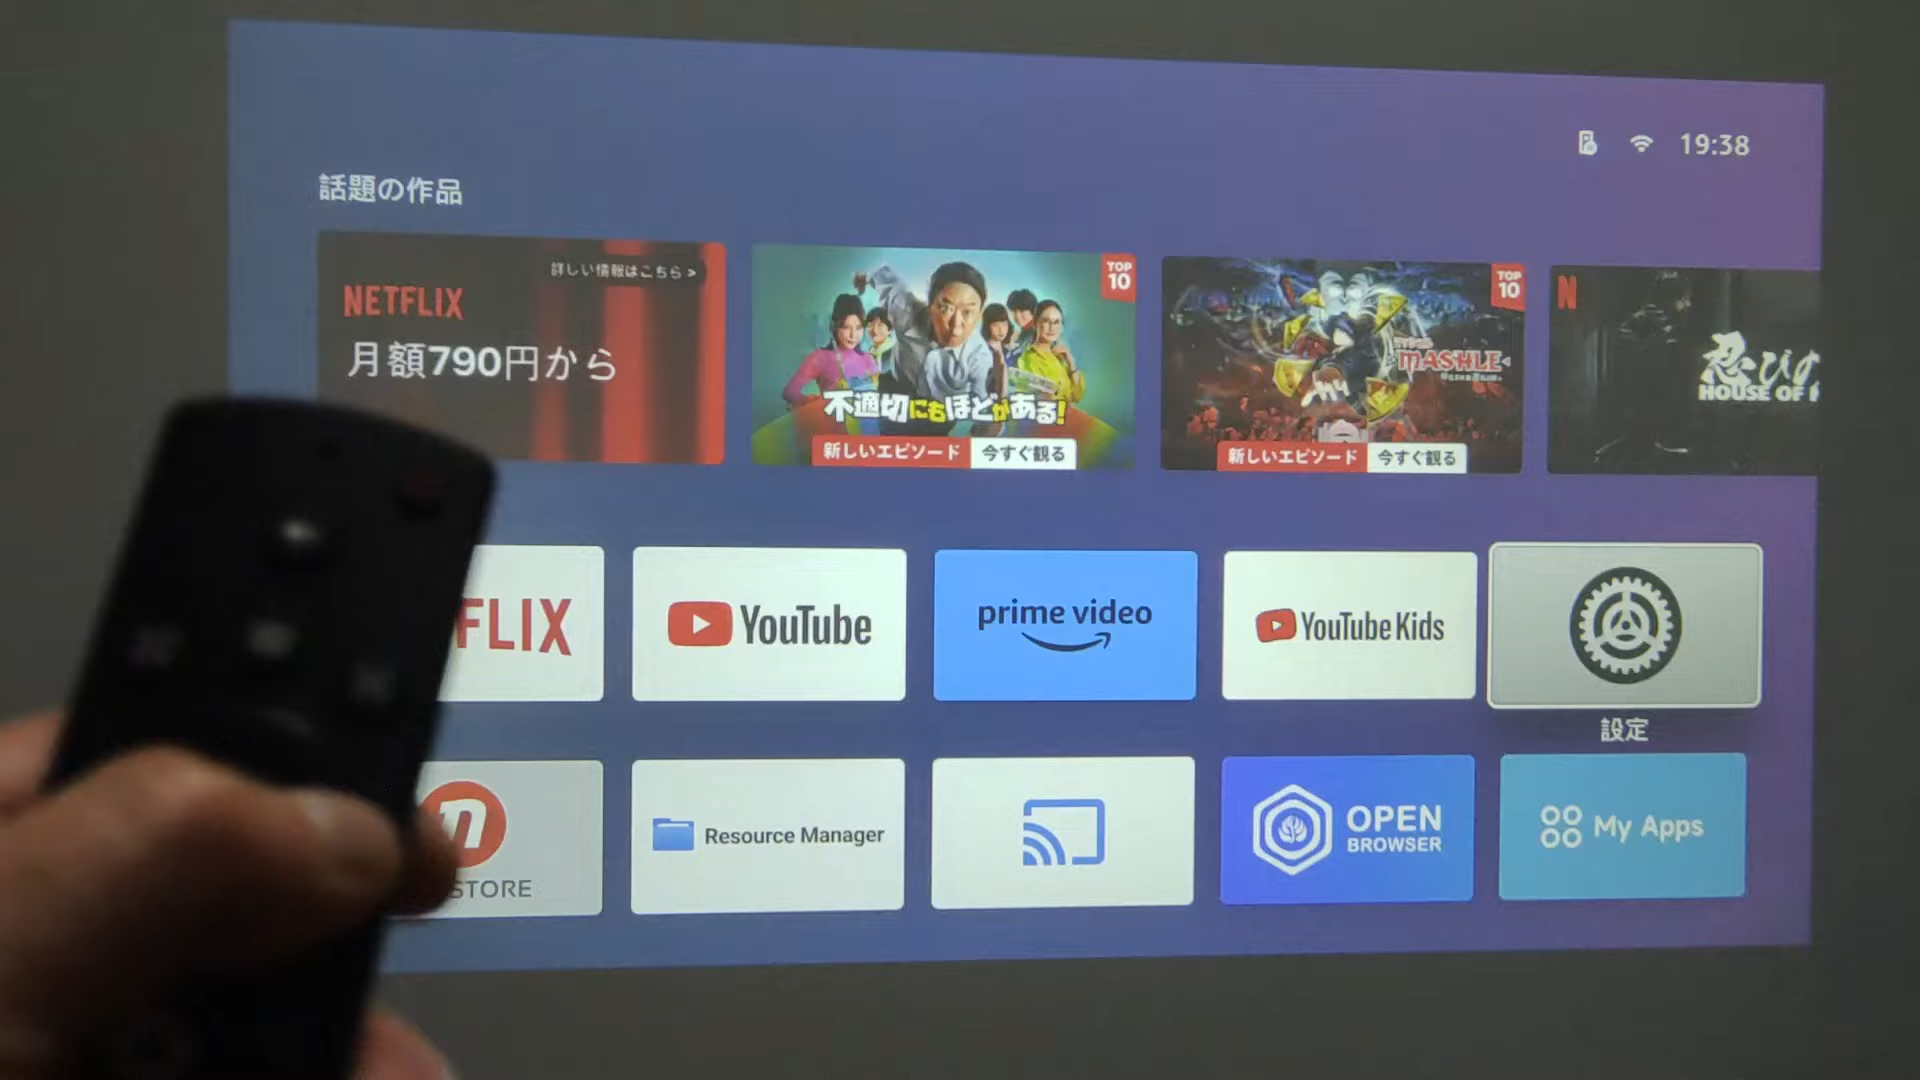 19:38
話題の作品
詳しい情報はこちら >
NETFLIX
月額790円から
TOP 10
不適切にもほどがある!
新しいエピソード 今すぐ観る
TOP 10
MASHLE
新しいエピソード 今すぐ観る
N
忍びの
HOUSE OF
FLIX
YouTube
prime video
YouTube Kids
設定
n
STORE
Resource Manager
OPEN
BROWSER
My Apps